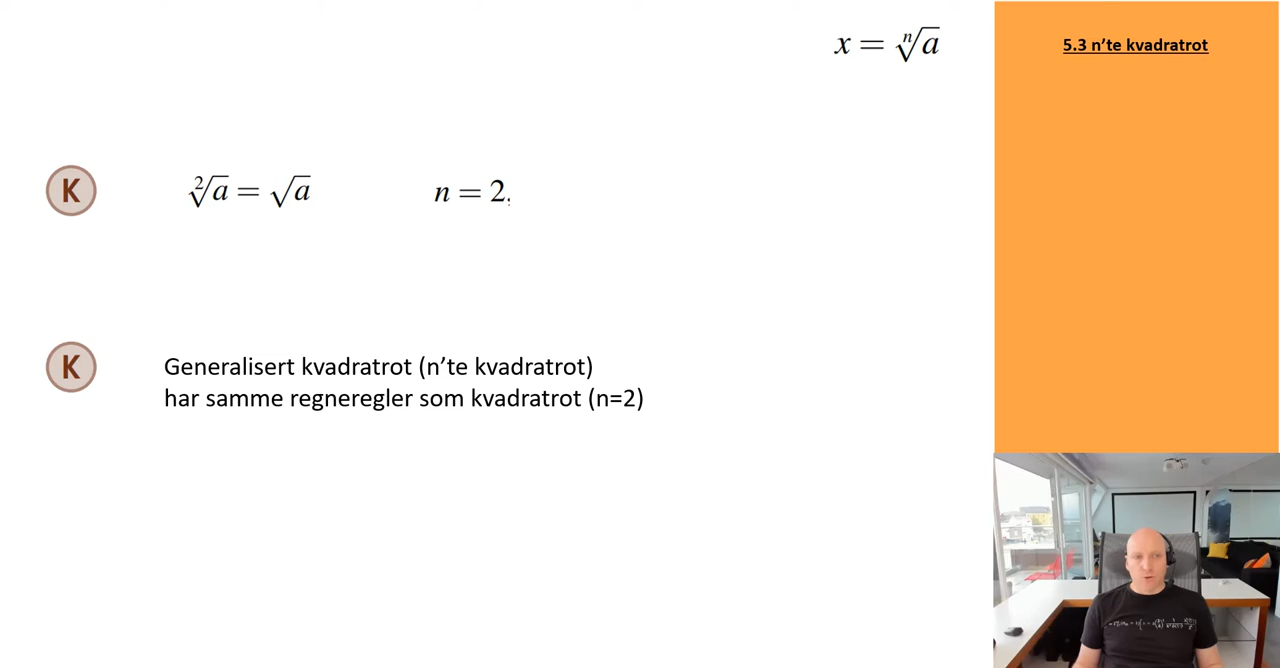 x = ⁿ√a
5.3 n’te kvadratrot
K
²√a = √a
n = 2.
K
Generalisert kvadratrot (n’te kvadratrot)
har samme regneregler som kvadratrot (n=2)